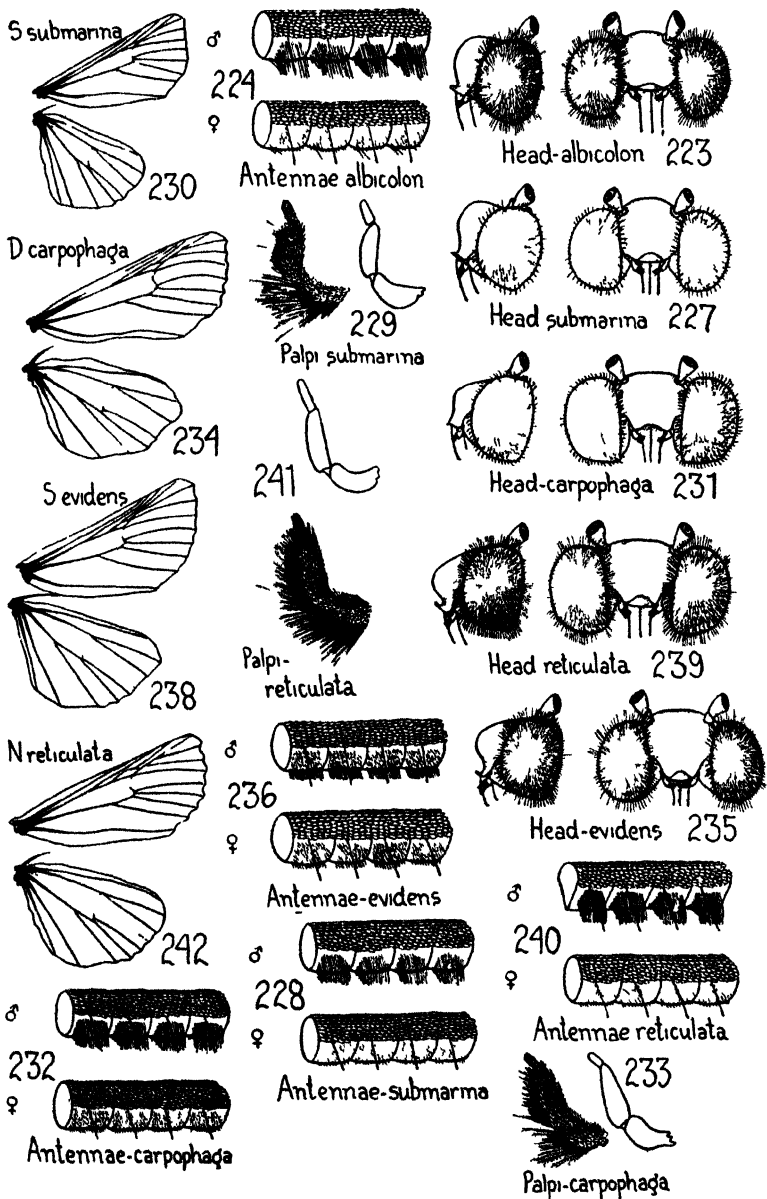 S submarina
♂
224
♀
Antennae albicolon
230
Head-albicolon 223
D carpophaga
229
Palpi submarina
Head submarina 227
234
241
Head-carpophaga 231
S evidens
238
Palpi-
reticulata
Head reticulata 239
N reticulata
♂
236
♀
Antennae-evidens
Head-evidens 235
242
♂
228
♀
Antennae-submarma
♂
240
♀
Antennae reticulata
♂
232
♀
Antennae-carpophaga
233
Palpi-carpophaga